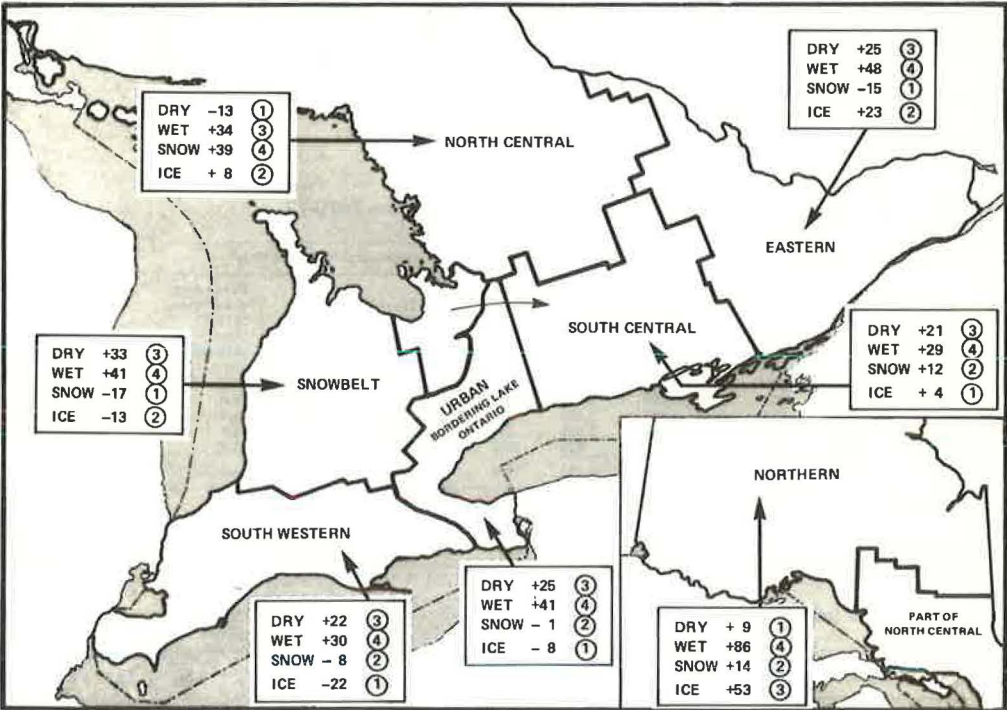 DRY +25 ③
WET +48 ④
SNOW -15 ①
ICE +23 ②
DRY -13 ①
WET +34 ③
SNOW +39 ④
ICE + 8 ②
NORTH CENTRAL
EASTERN
DRY +33 ③
WET +41 ④
SNOW -17 ①
ICE -13 ②
SNOWBELT
URBAN
BORDERING LAKE
ONTARIO
SOUTH CENTRAL
DRY +21 ③
WET +29 ④
SNOW +12 ②
ICE + 4 ①
SOUTH WESTERN
DRY +22 ③
WET +30 ④
SNOW - 8 ②
ICE -22 ①
DRY +25 ③
WET +41 ④
SNOW - 1 ②
ICE - 8 ①
NORTHERN
PART OF
NORTH CENTRAL
DRY + 9 ①
WET +86 ④
SNOW +14 ②
ICE +53 ③